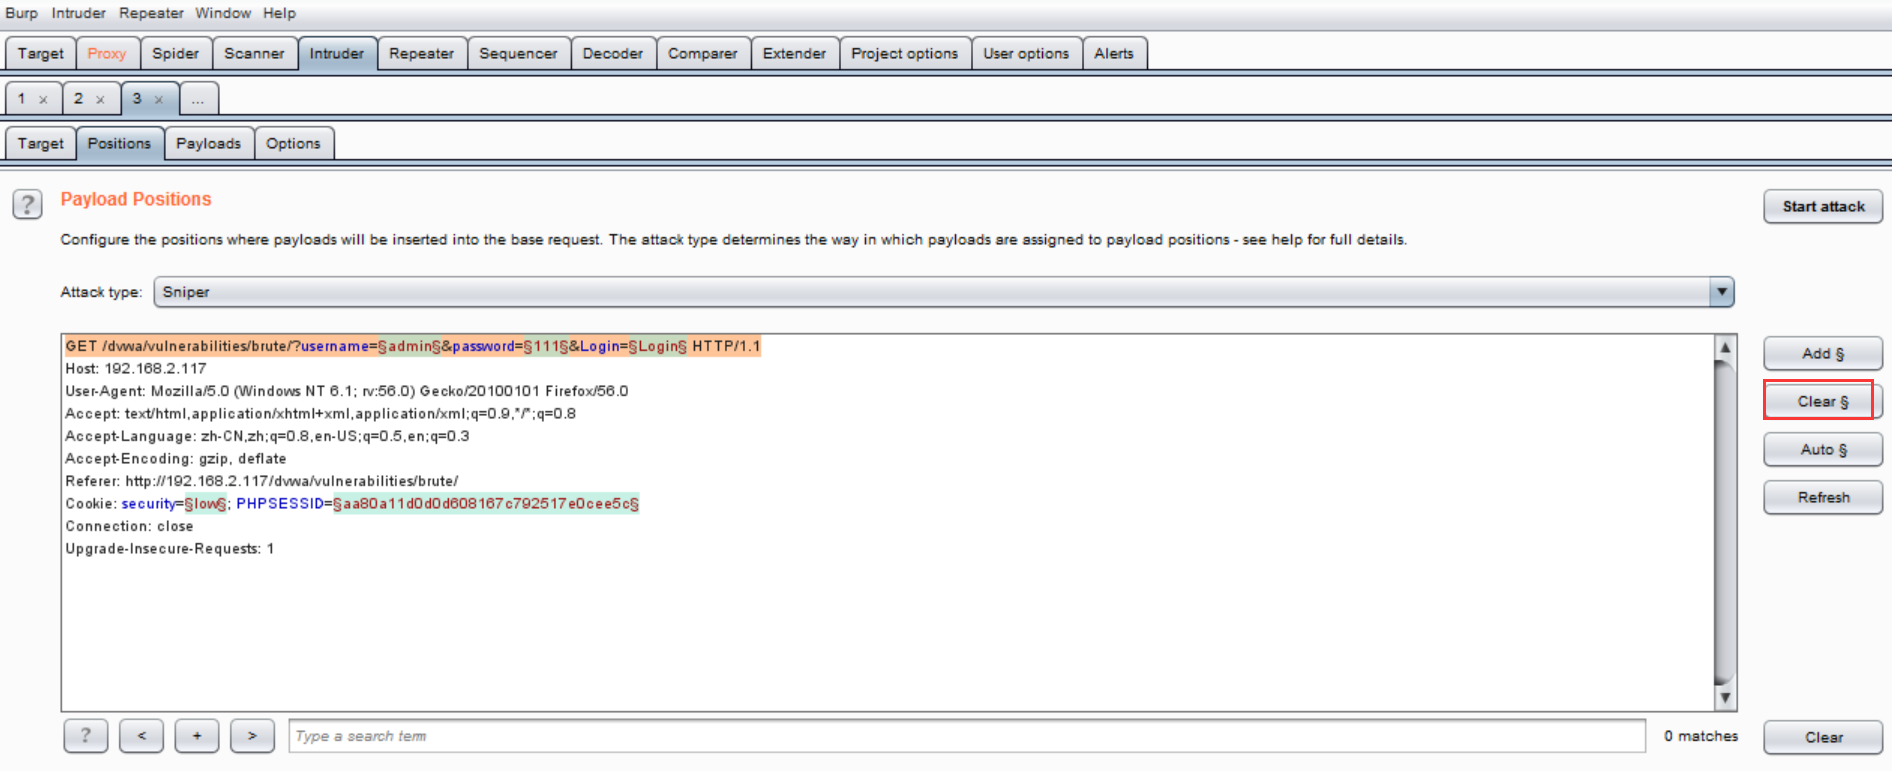 Burp Intruder Repeater Window Help
Target Proxy Spider Scanner Intruder Repeater Sequencer Decoder Comparer Extender Project options User options Alerts
1 × 2 × 3 × ...
Target Positions Payloads Options
? Payload Positions
Start attack
Configure the positions where payloads will be inserted into the base request. The attack type determines the way in which payloads are assigned to payload positions - see help for full details.
Attack type: Sniper
GET /dvwa/vulnerabilities/brute/?username=§admin§&password=§111§&Login=§Login§ HTTP/1.1
Host: 192.168.2.117
User-Agent: Mozilla/5.0 (Windows NT 6.1; rv:56.0) Gecko/20100101 Firefox/56.0
Accept: text/html,application/xhtml+xml,application/xml;q=0.9,*/*;q=0.8
Accept-Language: zh-CN,zh;q=0.8,en-US;q=0.5,en;q=0.3
Accept-Encoding: gzip, deflate
Referer: http://192.168.2.117/dvwa/vulnerabilities/brute/
Cookie: security=§low§; PHPSESSID=§aa80a11d0d0d608167c792517e0cee5c§
Connection: close
Upgrade-Insecure-Requests: 1
Add §
Clear §
Auto §
Refresh
? < + > Type a search term 0 matches Clear